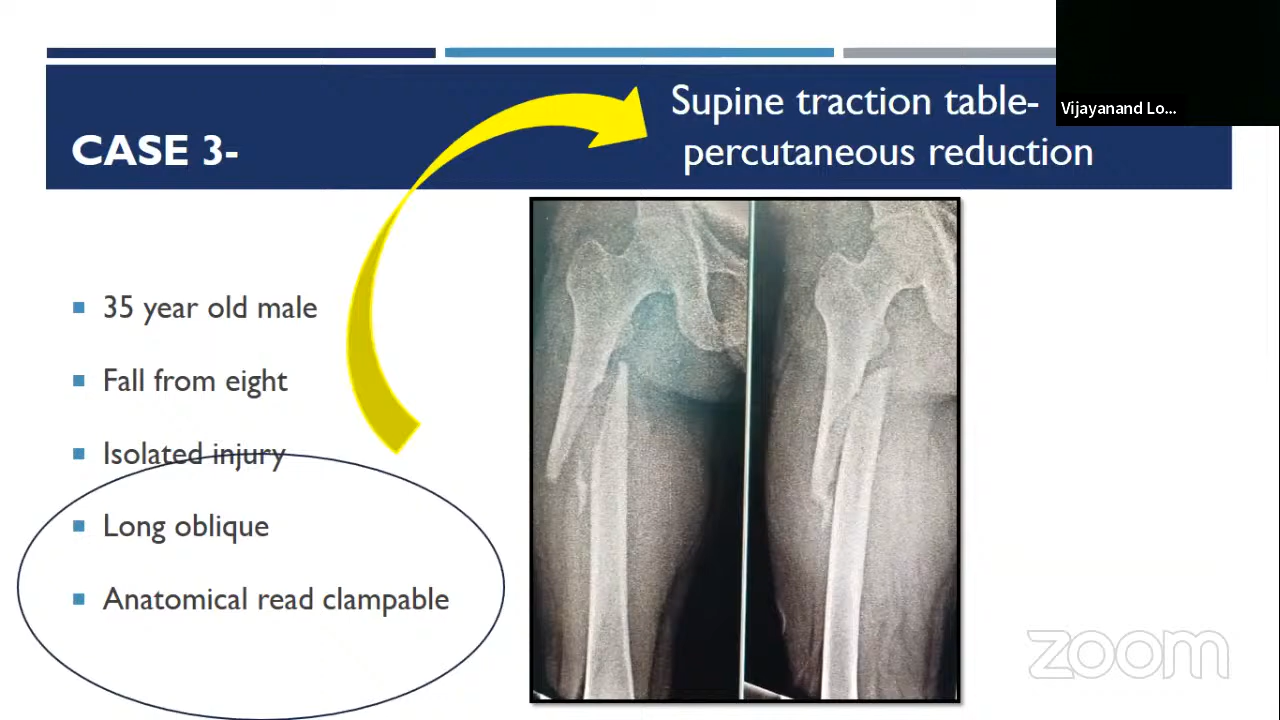 Supine traction table-
percutaneous reduction
Vijayanand Lo...
CASE 3-
35 year old male
Fall from eight
Isolated injury
Long oblique
Anatomical read clampable
zoom